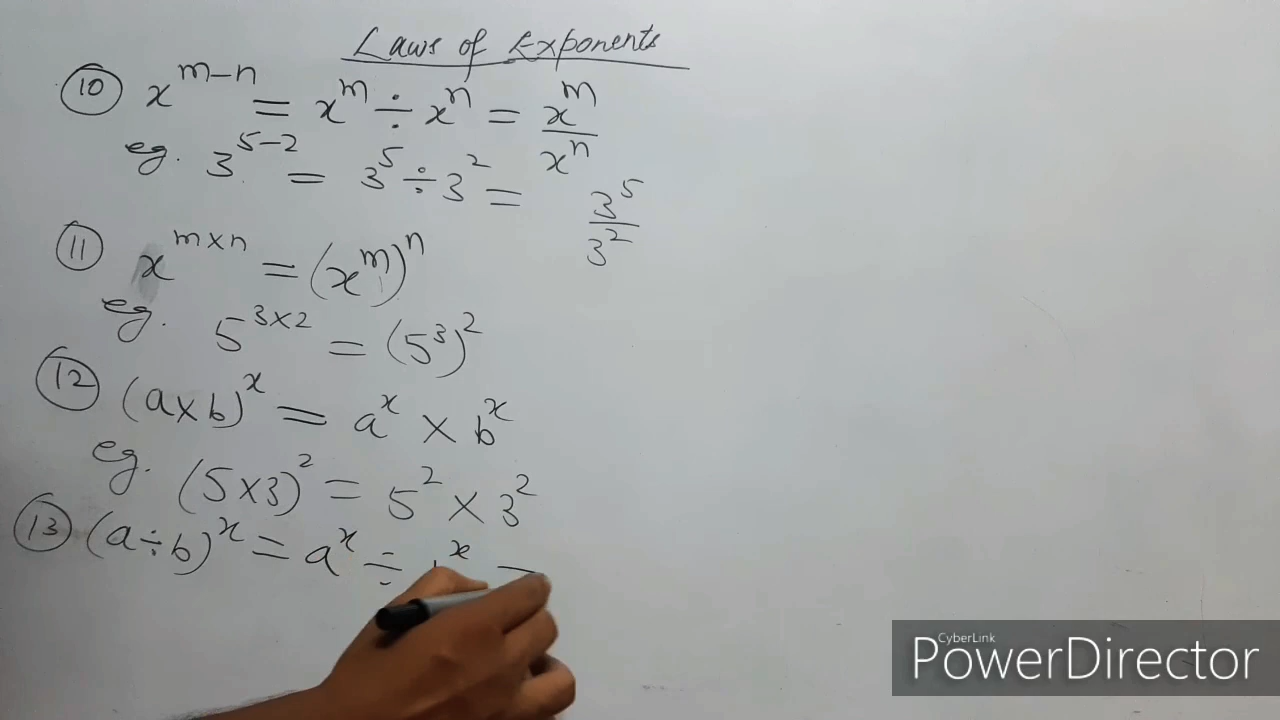 Laws of Exponents
⑩ x^(m-n) = x^m ÷ x^n = x^m/x^n
eg. 3^(5-2) = 3^5 ÷ 3^2 = 3^5/3^2
⑪ x^(m×n) = (x^m)^n
eg. 5^(3×2) = (5^3)^2
⑫ (a×b)^x = a^x × b^x
eg. (5×3)^2 = 5^2 × 3^2
⑬ (a÷b)^x = a^x ÷ ^x =
CyberLink
PowerDirector